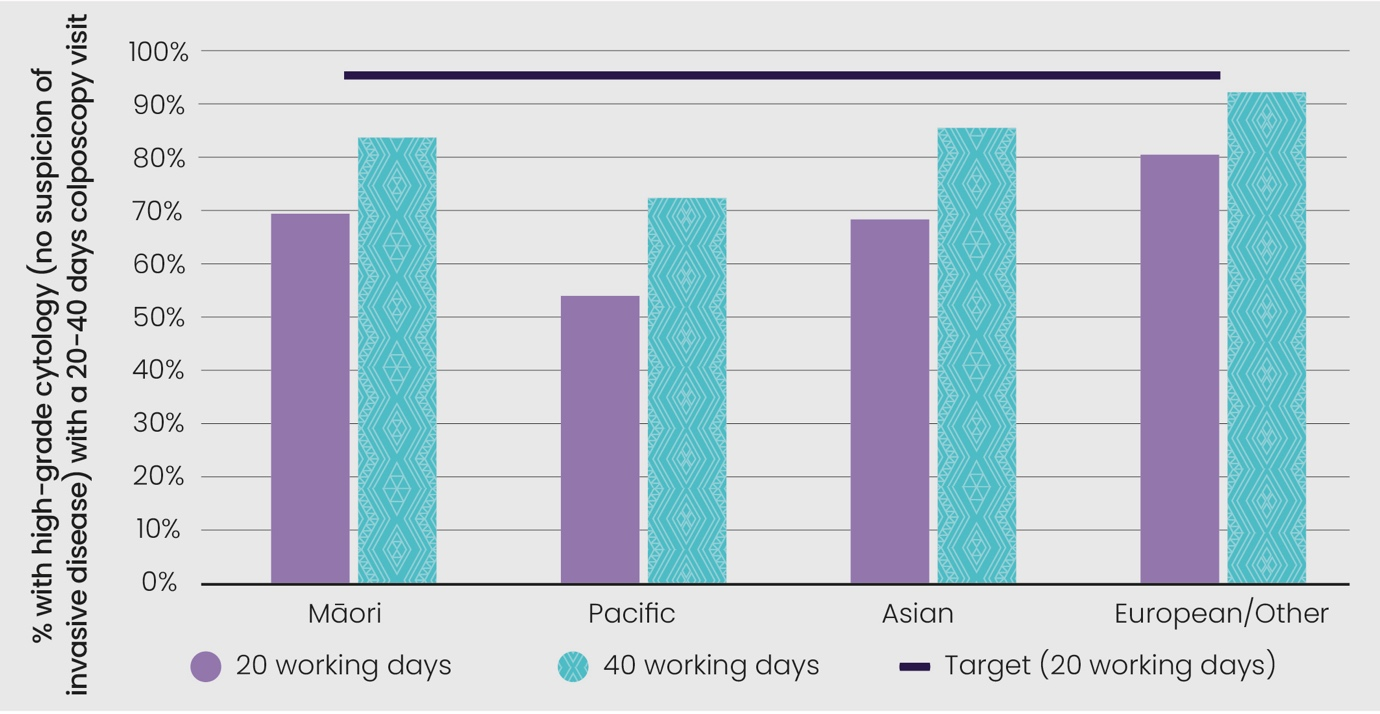 % with high-grade cytology (no suspicion of
invasive disease) with a 20-40 days colposcopy visit
100%
90%
80%
70%
60%
50%
40%
30%
20%
10%
0%
Māori
Pacific
Asian
European/Other
20 working days
40 working days
Target (20 working days)